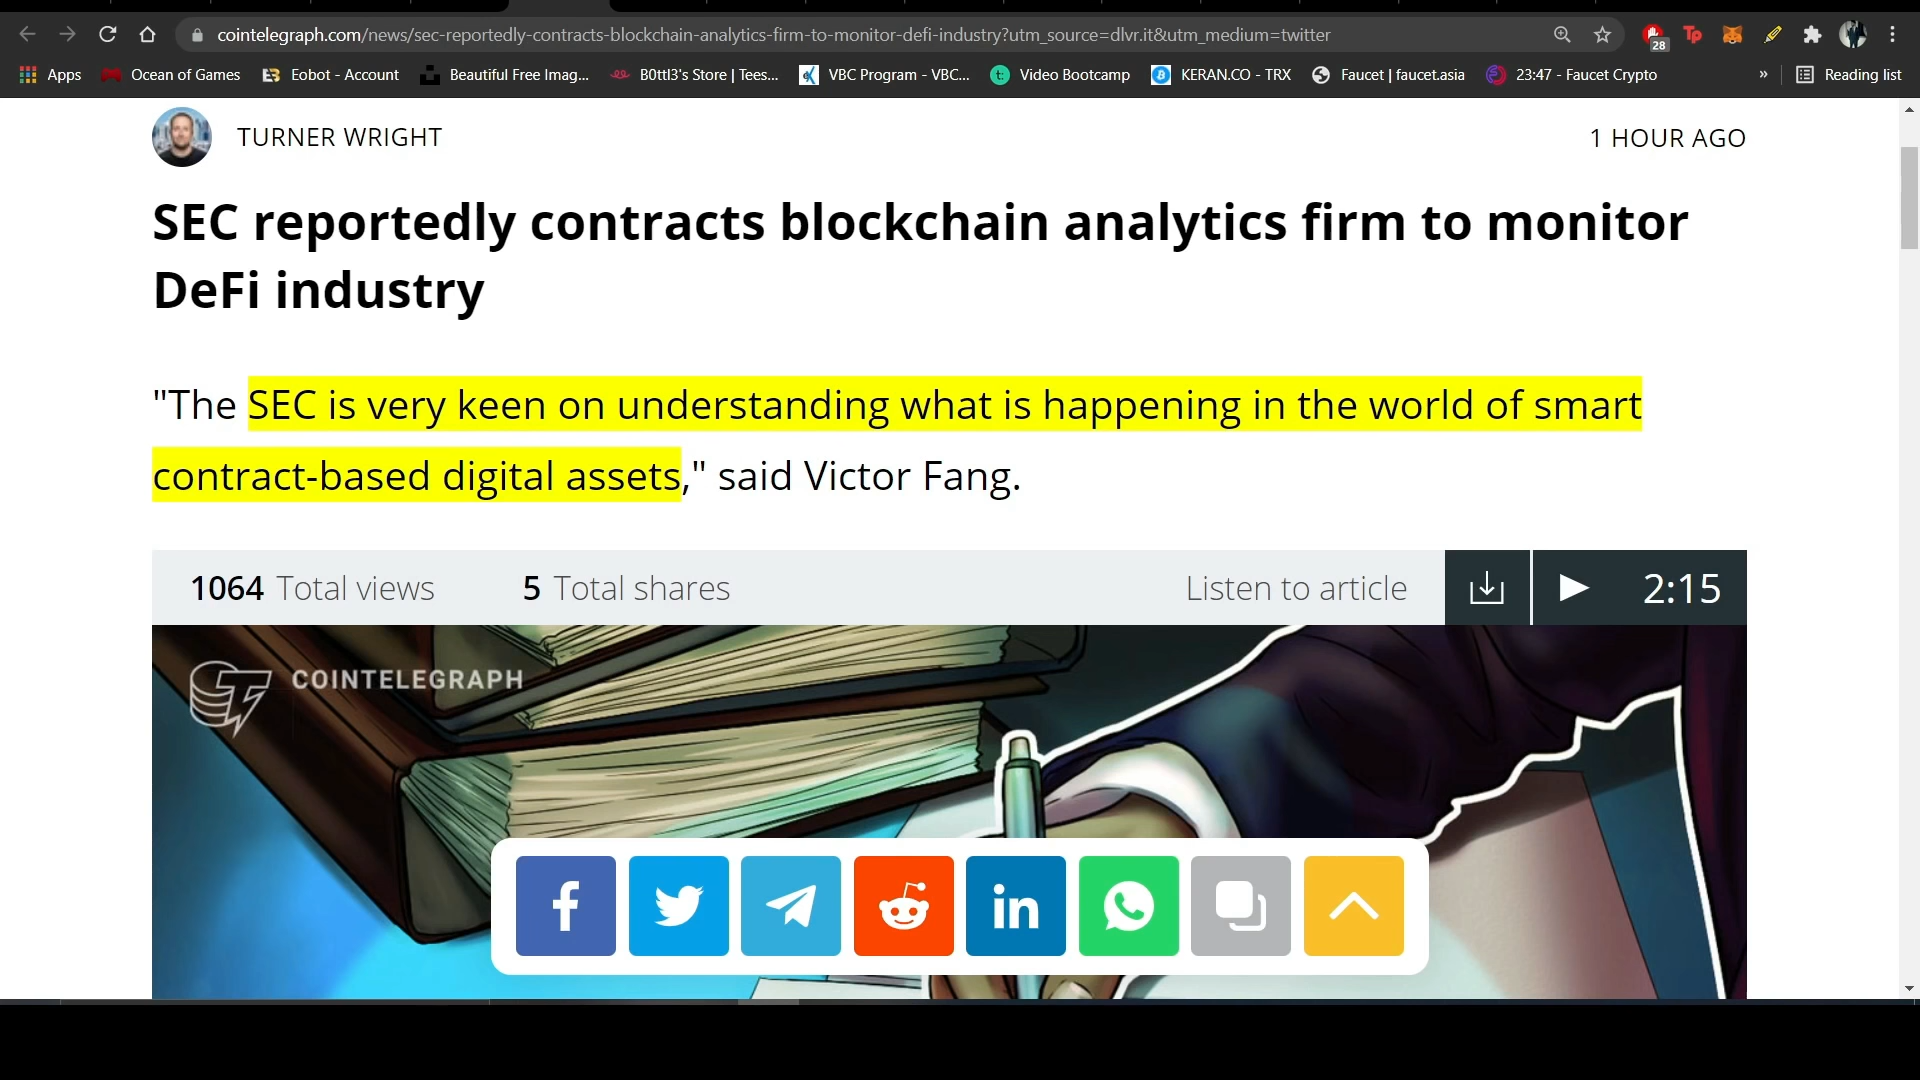 cointelegraph.com/news/sec-reportedly-contracts-blockchain-analytics-firm-to-monitor-defi-industry?utm_source=dlvr.it&utm_medium=twitter
28
Tp
Apps
Ocean of Games
Eobot - Account
Beautiful Free Imag...
B0ttl3's Store | Tees...
VBC Program - VBC...
Video Bootcamp
KERAN.CO - TRX
Faucet | faucet.asia
23:47 - Faucet Crypto
»
Reading list
TURNER WRIGHT
1 HOUR AGO
SEC reportedly contracts blockchain analytics firm to monitor
DeFi industry
"The SEC is very keen on understanding what is happening in the world of smart
contract-based digital assets," said Victor Fang.
1064 Total views
5 Total shares
Listen to article
2:15
COINTELEGRAPH